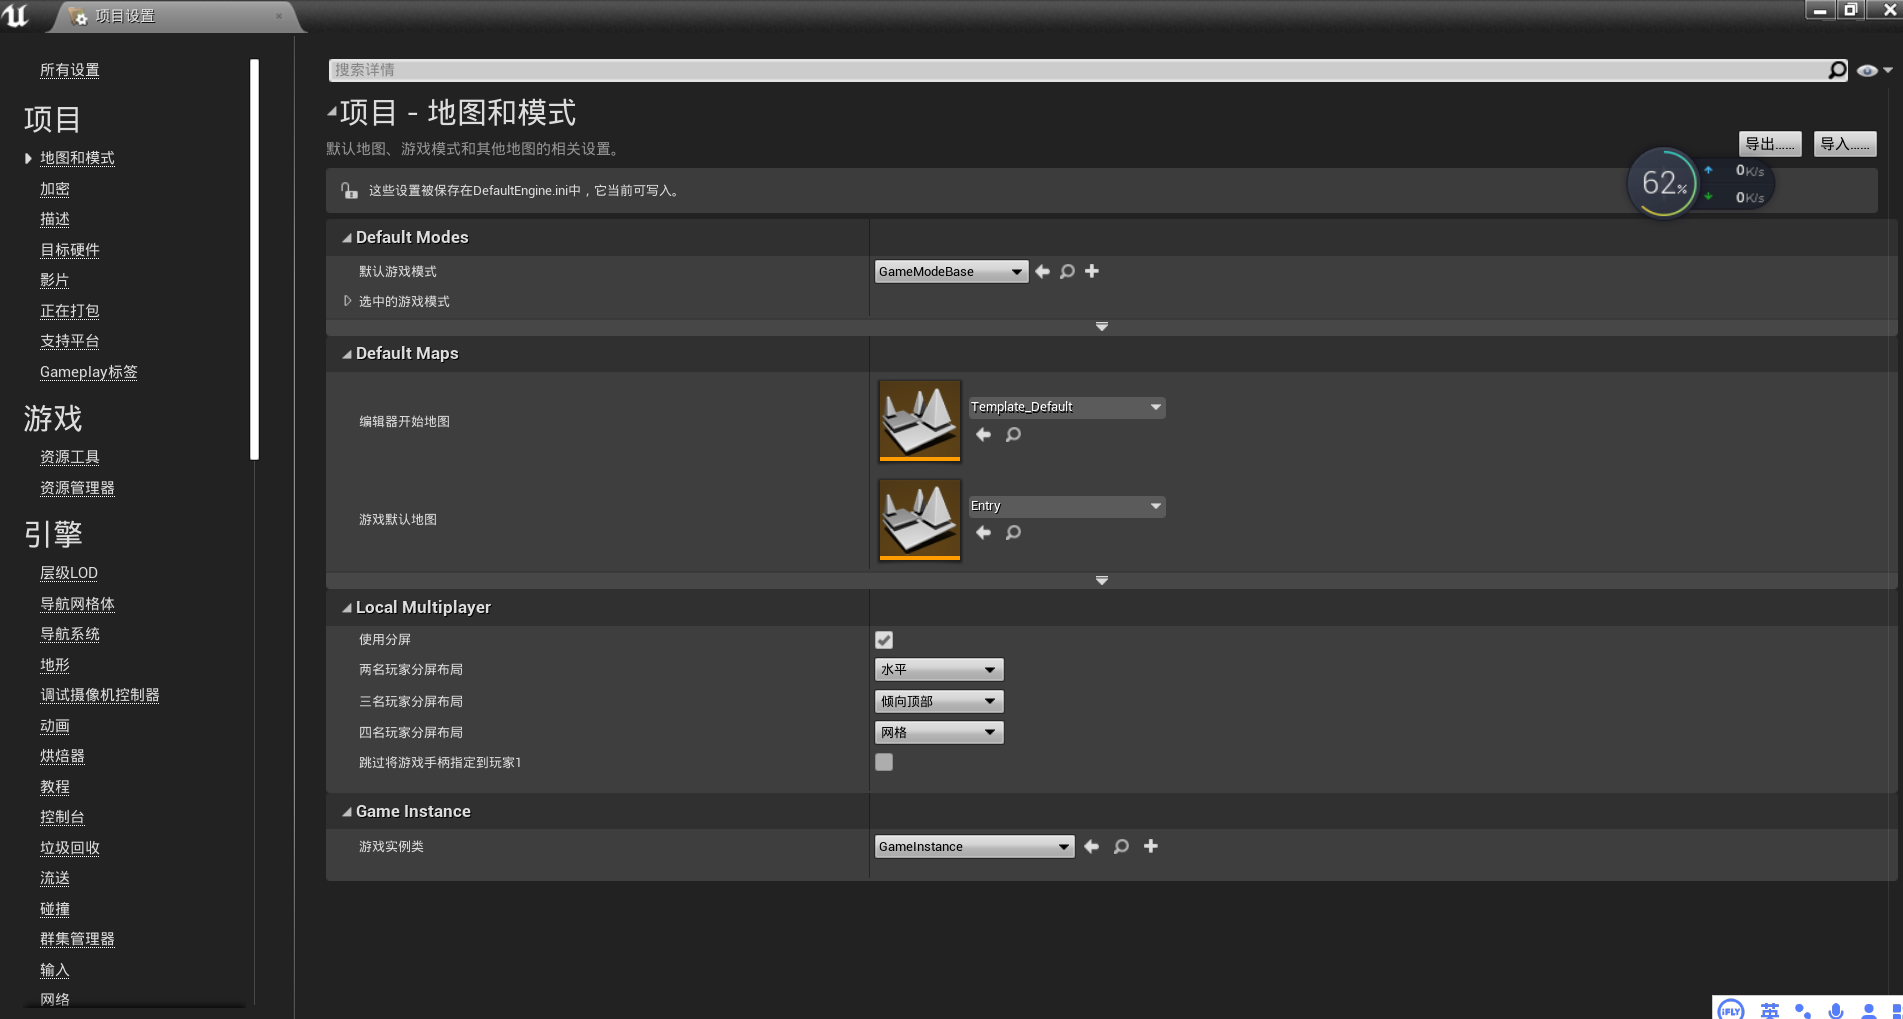 项目设置
所有设置
项目
地图和模式
加密
描述
目标硬件
影片
正在打包
支持平台
Gameplay标签
游戏
资源工具
资源管理器
引擎
层级LOD
导航网格体
导航系统
地形
调试摄像机控制器
动画
烘焙器
教程
控制台
垃圾回收
流送
碰撞
群集管理器
输入
网络
搜索详情
项目 - 地图和模式
默认地图、游戏模式和其他地图的相关设置。
导出…… 导入……
这些设置被保存在DefaultEngine.ini中，它当前可写入。
62% 0K/s
0K/s
Default Modes
默认游戏模式 GameModeBase
选中的游戏模式
Default Maps
编辑器开始地图 Template_Default
游戏默认地图 Entry
Local Multiplayer
使用分屏
两名玩家分屏布局 水平
三名玩家分屏布局 倾向顶部
四名玩家分屏布局 网格
跳过将游戏手柄指定到玩家1
Game Instance
游戏实例类 GameInstance
iFLY 英